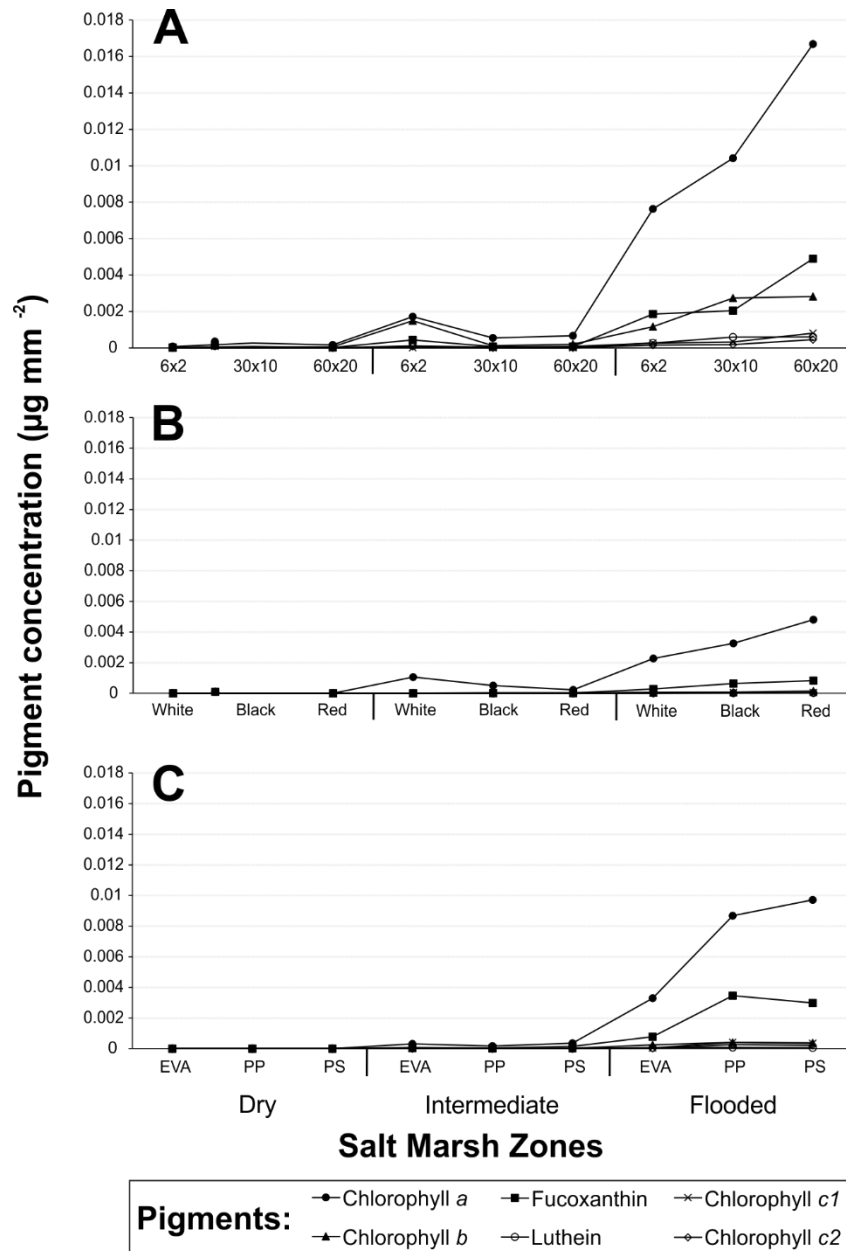 Pigment concentration (µg mm ⁻²)
A
0.018
0.016
0.014
0.012
0.01
0.008
0.006
0.004
0.002
0
6x2 30x10 60x20 6x2 30x10 60x20 6x2 30x10 60x20
B
0.018
0.016
0.014
0.012
0.01
0.008
0.006
0.004
0.002
0
White Black Red White Black Red White Black Red
C
0.018
0.016
0.014
0.012
0.01
0.008
0.006
0.004
0.002
0
EVA PP PS EVA PP PS EVA PP PS
Dry Intermediate Flooded
Salt Marsh Zones
Pigments:
Chlorophyll a Fucoxanthin Chlorophyll c1
Chlorophyll b Luthein Chlorophyll c2